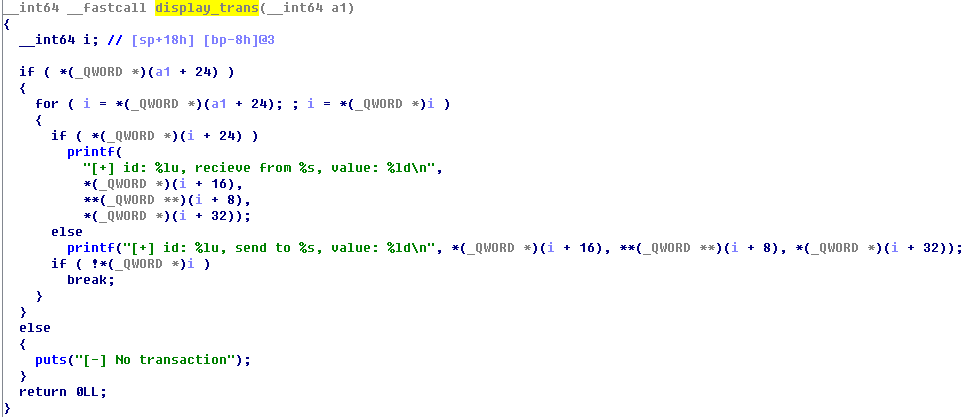 __int64 __fastcall display_trans(__int64 a1)
{
  __int64 i; // [sp+18h] [bp-8h]@3

  if ( *(_QWORD *)(a1 + 24) )
  {
    for ( i = *(_QWORD *)(a1 + 24); ; i = *(_QWORD *)i )
    {
      if ( *(_QWORD *)(i + 24) )
        printf(
          "[+] id: %lu, recieve from %s, value: %ld\n",
          *(_QWORD *)(i + 16),
          **(_QWORD **)(i + 8),
          *(_QWORD *)(i + 32));
      else
        printf("[+] id: %lu, send to %s, value: %ld\n", *(_QWORD *)(i + 16), **(_QWORD **)(i + 8), *(_QWORD *)(i + 32));
      if ( !*(_QWORD *)i )
        break;
    }
  }
  else
  {
    puts("[-] No transaction");
  }
  return 0LL;
}